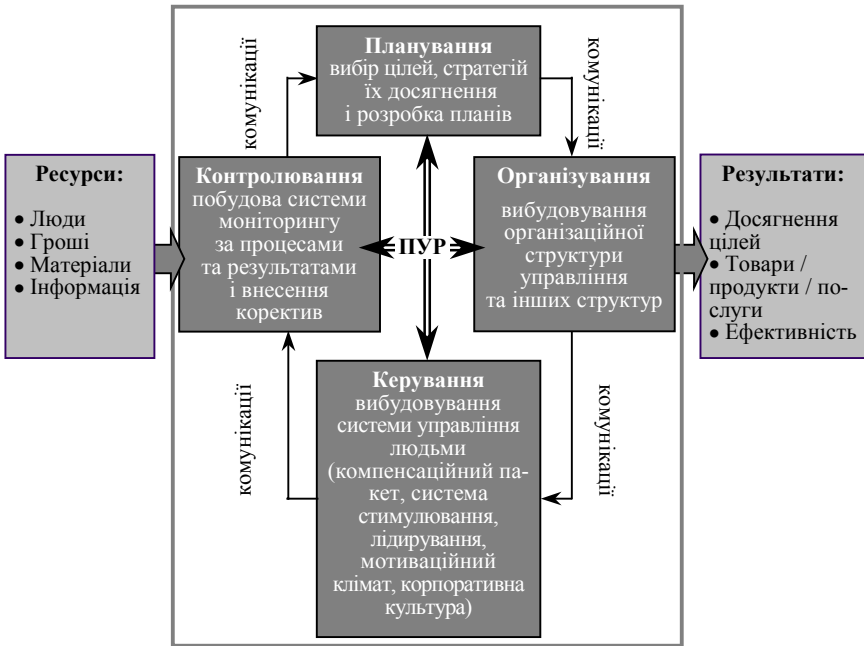 Планування
вибір цілей, стратегій
їх досягнення
і розробка планів
комунікації
комунікації
Ресурси:
• Люди
• Гроші
• Матеріали
• Інформація
Контролювання
побудова системи
моніторингу
за процесами
та результатами
і внесення
коректив
ПУР
Організування
вибудовування
організаційної
структури
управління
та інших структур
Результати:
• Досягнення
цілей
• Товари /
продукти / по-
слуги
• Ефективність
комунікації
комунікації
Керування
вибудовування
системи управління
людьми
(компенсаційний па-
кет, система
стимулювання,
лідирування,
мотиваційний
клімат, корпоративна
культура)